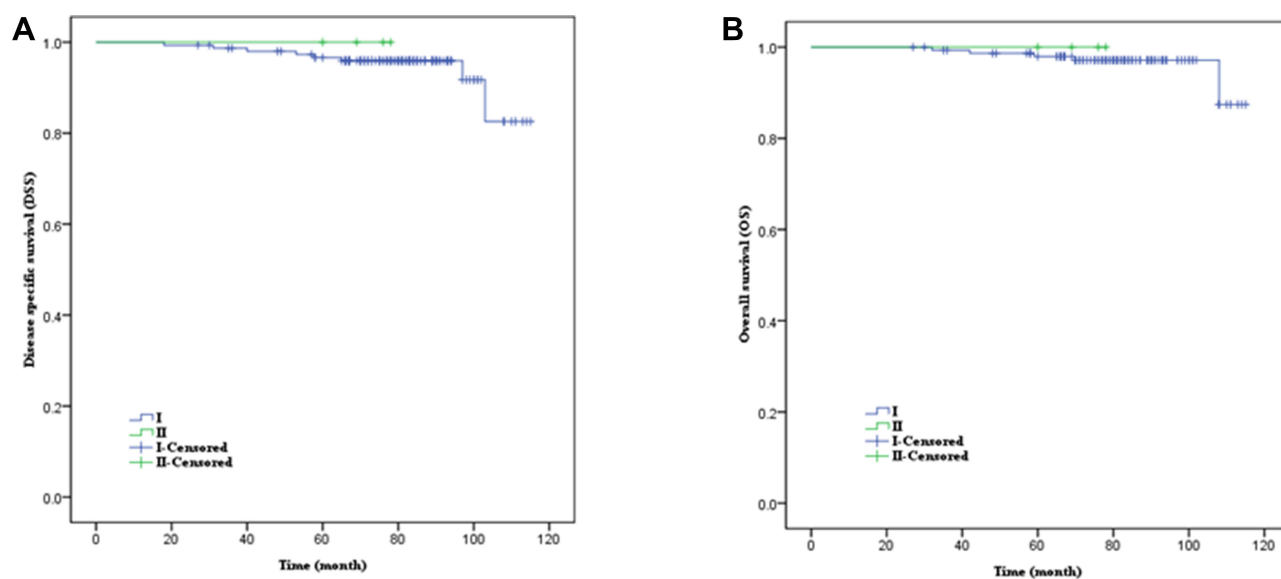 A
Disease specific survival (DSS)
1.0
0.8
0.6
0.4
0.2
0.0
I
II
I-Censored
II-Censored
0 20 40 60 80 100 120
Time (month)
B
Overall survival (OS)
1.0
0.8
0.6
0.4
0.2
0.0
I
II
I-Censored
II-Censored
0 20 40 60 80 100 120
Time (month)